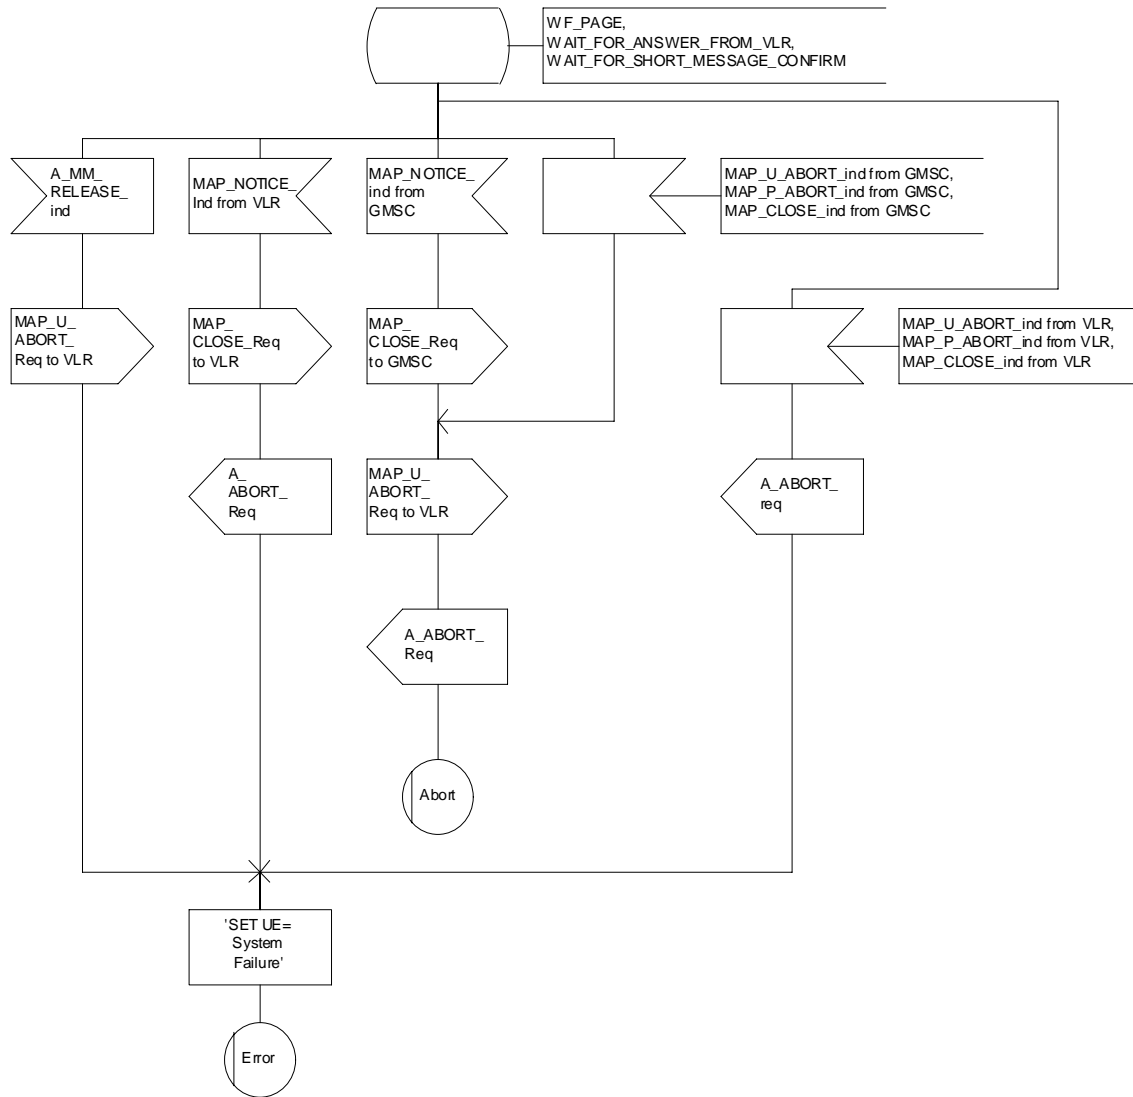 WF_PAGE,
WAIT_FOR_ANSWER_FROM_VLR,
WAIT_FOR_SHORT_MESSAGE_CONFIRM
A_MM_
RELEASE_
ind
MAP_NOTICE_
Ind from VLR
MAP_NOTICE_
ind from
GMSC
MAP_U_ABORT_ind from GMSC,
MAP_P_ABORT_ind from GMSC,
MAP_CLOSE_ind from GMSC
MAP_U_
ABORT_
Req to VLR
MAP_
CLOSE_Req
to VLR
MAP_
CLOSE_Req
to GMSC
MAP_U_ABORT_ind from VLR,
MAP_P_ABORT_ind from VLR,
MAP_CLOSE_ind from VLR
A_
ABORT_
Req
MAP_U_
ABORT_
Req to VLR
A_ABORT_
req
A_ABORT_
Req
Abort
'SET UE=
System
Failure'
Error